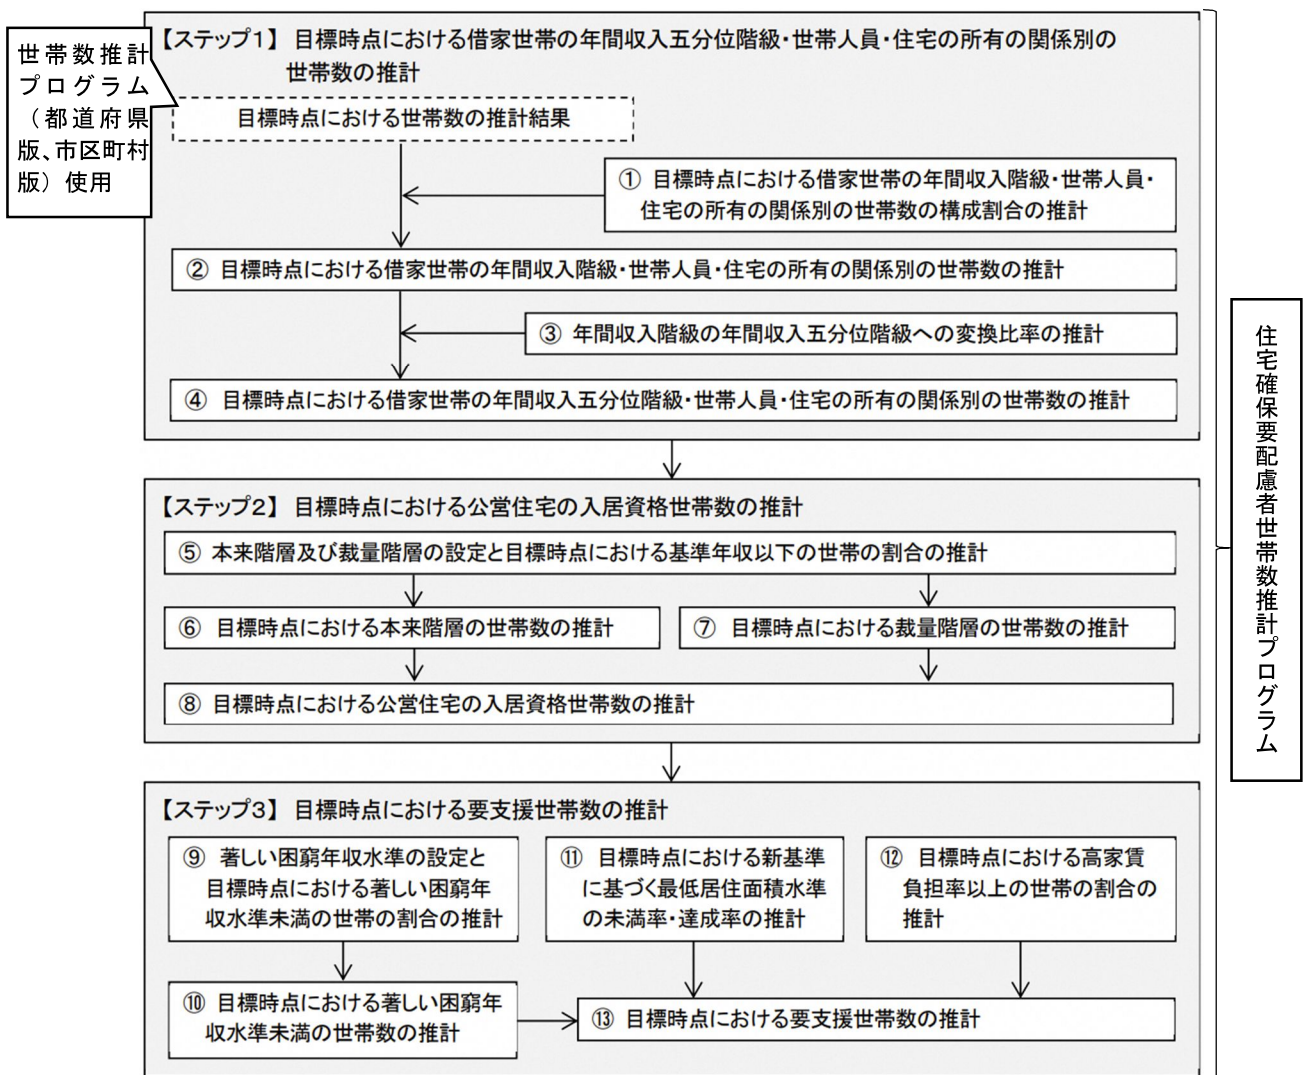 世帯数推計
プログラム
（都道府県
版、市区町村
版）使用
【ステップ１】 目標時点における借家世帯の年間収入五分位階級・世帯人員・住宅の所有の関係別の
世帯数の推計
目標時点における世帯数の推計結果
① 目標時点における借家世帯の年間収入階級・世帯人員・
住宅の所有の関係別の世帯数の構成割合の推計
② 目標時点における借家世帯の年間収入階級・世帯人員・住宅の所有の関係別の世帯数の推計
③ 年間収入階級の年間収入五分位階級への変換比率の推計
④ 目標時点における借家世帯の年間収入五分位階級・世帯人員・住宅の所有の関係別の世帯数の推計
【ステップ２】 目標時点における公営住宅の入居資格世帯数の推計
⑤ 本来階層及び裁量階層の設定と目標時点における基準年収以下の世帯の割合の推計
⑥ 目標時点における本来階層の世帯数の推計
⑦ 目標時点における裁量階層の世帯数の推計
⑧ 目標時点における公営住宅の入居資格世帯数の推計
【ステップ３】 目標時点における要支援世帯数の推計
⑨ 著しい困窮年収水準の設定と
目標時点における著しい困窮年
収水準未満の世帯の割合の推計
⑪ 目標時点における新基準
に基づく最低居住面積水準
の未満率・達成率の推計
⑫ 目標時点における高家賃
負担率以上の世帯の割合の
推計
⑩ 目標時点における著しい困窮年
収水準未満の世帯数の推計
⑬ 目標時点における要支援世帯数の推計
住宅確保要配慮者世帯数推計プログラム